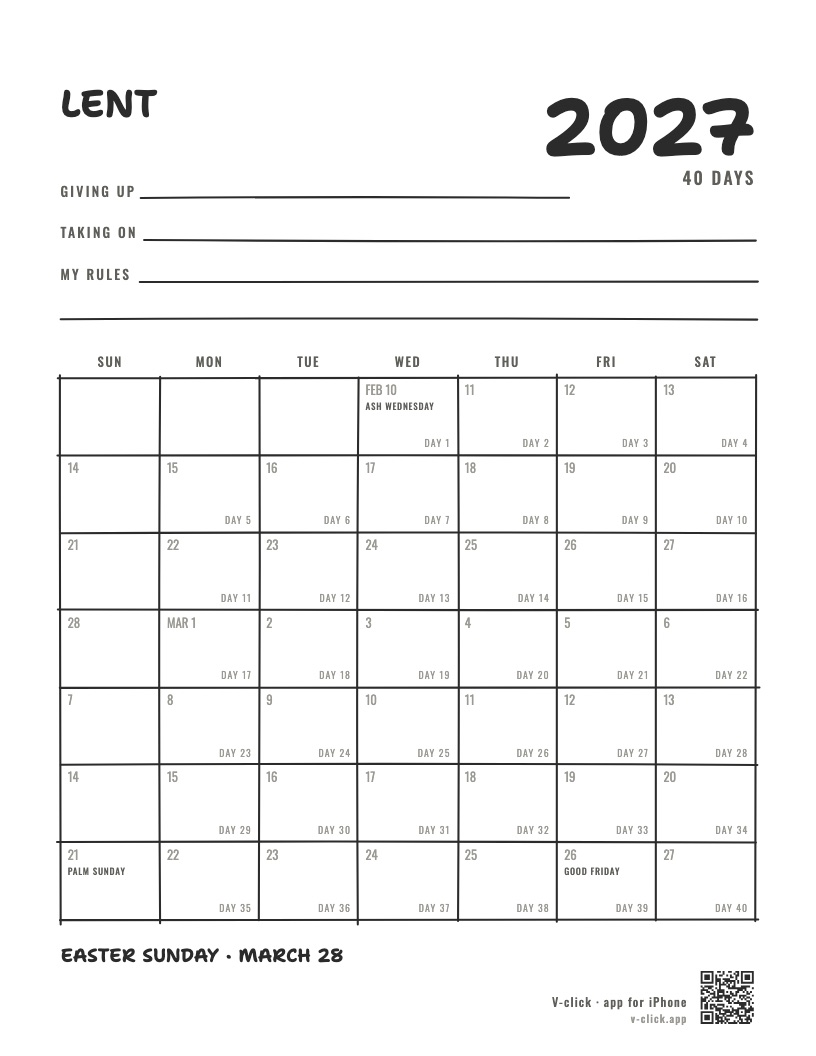 LENT
2027
40 DAYS
GIVING UP
TAKING ON
MY RULES
SUN MON TUE WED THU FRI SAT
FEB 10 11 12 13
ASH WEDNESDAY
DAY 1 DAY 2 DAY 3 DAY 4
14 15 16 17 18 19 20
DAY 5 DAY 6 DAY 7 DAY 8 DAY 9 DAY 10
21 22 23 24 25 26 27
DAY 11 DAY 12 DAY 13 DAY 14 DAY 15 DAY 16
28 MAR 1 2 3 4 5 6
DAY 17 DAY 18 DAY 19 DAY 20 DAY 21 DAY 22
7 8 9 10 11 12 13
DAY 23 DAY 24 DAY 25 DAY 26 DAY 27 DAY 28
14 15 16 17 18 19 20
DAY 29 DAY 30 DAY 31 DAY 32 DAY 33 DAY 34
21 22 23 24 25 26 27
PALM SUNDAY GOOD FRIDAY
DAY 35 DAY 36 DAY 37 DAY 38 DAY 39 DAY 40
EASTER SUNDAY · MARCH 28
V-click · app for iPhone
v-click.app